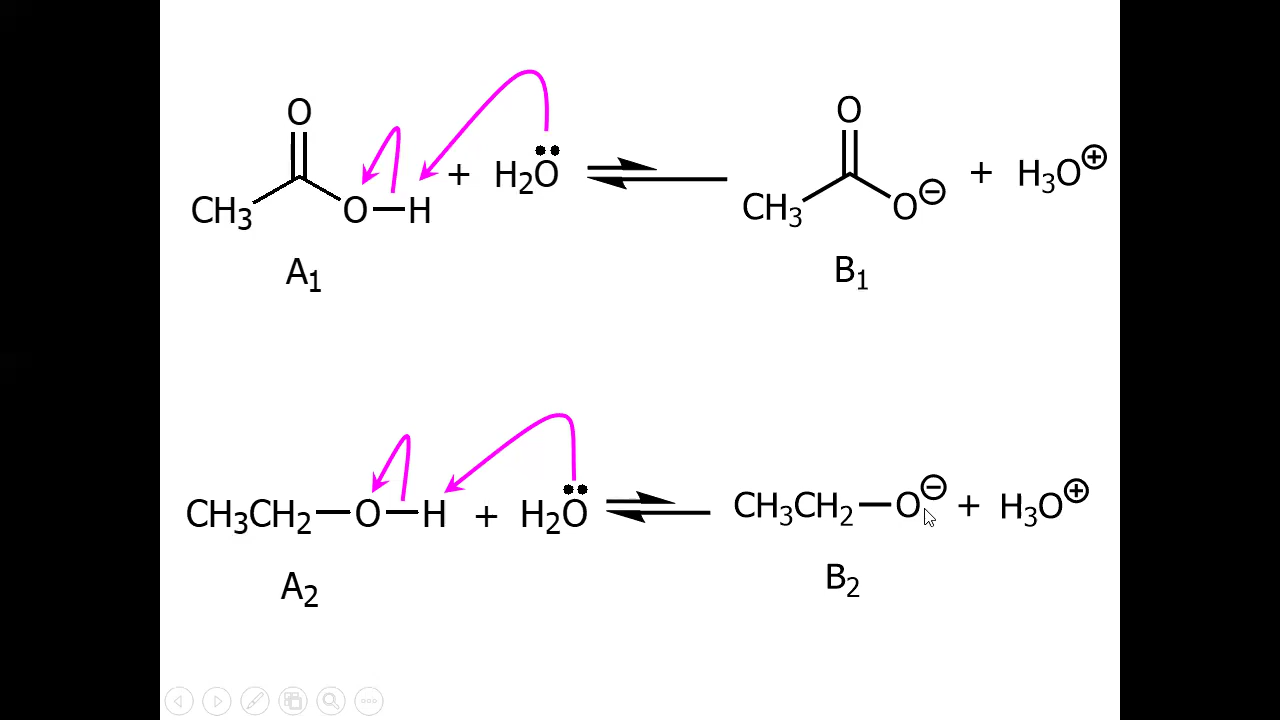 O O
CH3 O H + H2O CH3 O⊖ + H3O⊕
A1 B1
CH3CH2 O H + H2O CH3CH2 O⊖ + H3O⊕
A2 B2